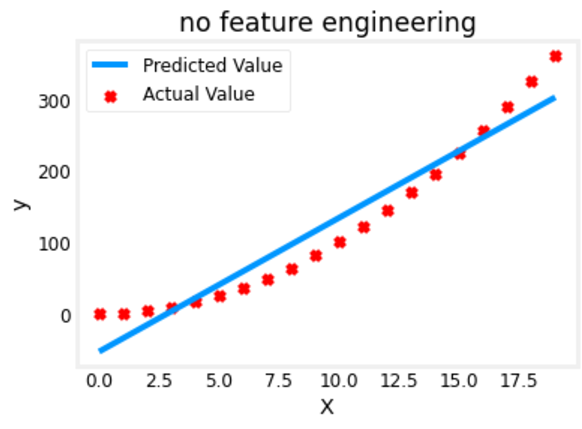 no feature engineering
Predicted Value
Actual Value
300
200
100
0
y
0.0 2.5 5.0 7.5 10.0 12.5 15.0 17.5
X